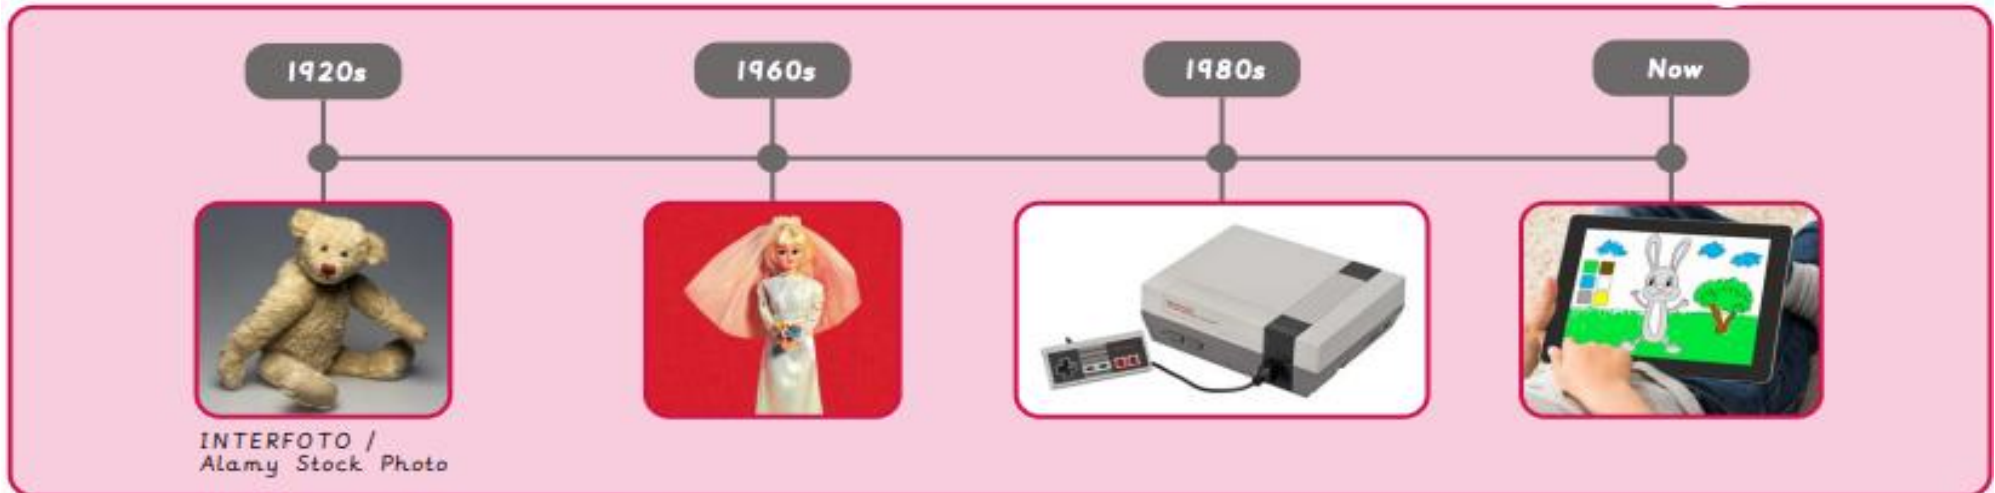 1920s
1960s
1980s
Now
INTERFOTO /
Alamy Stock Photo